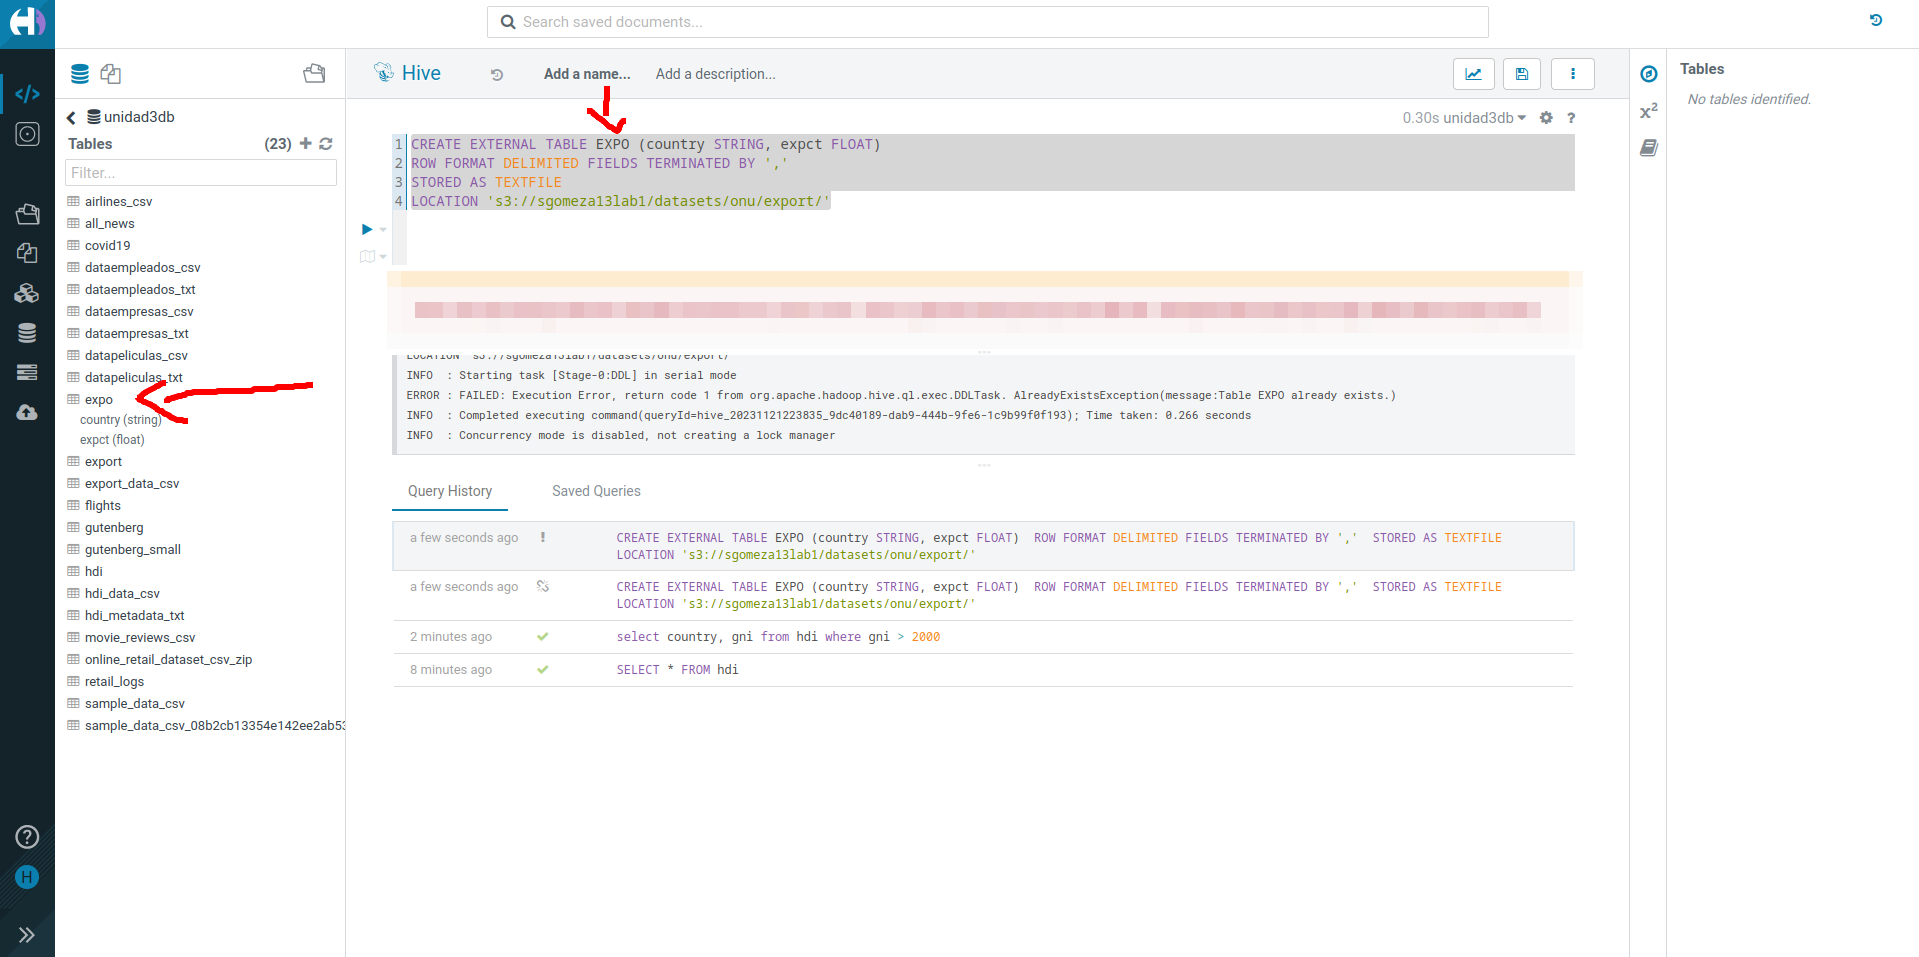 Search saved documents...
Hive
Add a name...
Add a description...
Tables
No tables identified.
x²
unidad3db
Tables (23)
Filter...
airlines_csv
all_news
covid19
dataempleados_csv
dataempleados_txt
dataempresas_csv
dataempresas_txt
datapeliculas_csv
datapeliculas_txt
expo
country (string)
expct (float)
export
export_data_csv
flights
gutenberg
gutenberg_small
hdi
hdi_data_csv
hdi_metadata_txt
movie_reviews_csv
online_retail_dataset_csv_zip
retail_logs
sample_data_csv
sample_data_csv_08b2cb13354e142ee2ab53
H
0.30s unidad3db ?
1 CREATE EXTERNAL TABLE EXPO (country STRING, expct FLOAT)
2 ROW FORMAT DELIMITED FIELDS TERMINATED BY ','
3 STORED AS TEXTFILE
4 LOCATION 's3://sgomeza13lab1/datasets/onu/export/'
LOCATION 's3://sgomeza13lab1/datasets/onu/export/'
INFO : Starting task [Stage-0:DDL] in serial mode
ERROR : FAILED: Execution Error, return code 1 from org.apache.hadoop.hive.ql.exec.DDLTask. AlreadyExistsException(message:Table EXPO already exists.)
INFO : Completed executing command(queryId=hive_20231121223835_9dc40189-dab9-444b-9fe6-1c9b99f0f193); Time taken: 0.266 seconds
INFO : Concurrency mode is disabled, not creating a lock manager
Query History
Saved Queries
a few seconds ago ! CREATE EXTERNAL TABLE EXPO (country STRING, expct FLOAT) ROW FORMAT DELIMITED FIELDS TERMINATED BY ',' STORED AS TEXTFILE
LOCATION 's3://sgomeza13lab1/datasets/onu/export/'
a few seconds ago CREATE EXTERNAL TABLE EXPO (country STRING, expct FLOAT) ROW FORMAT DELIMITED FIELDS TERMINATED BY ',' STORED AS TEXTFILE
LOCATION 's3://sgomeza13lab1/datasets/onu/export/'
2 minutes ago select country, gni from hdi where gni > 2000
8 minutes ago SELECT * FROM hdi